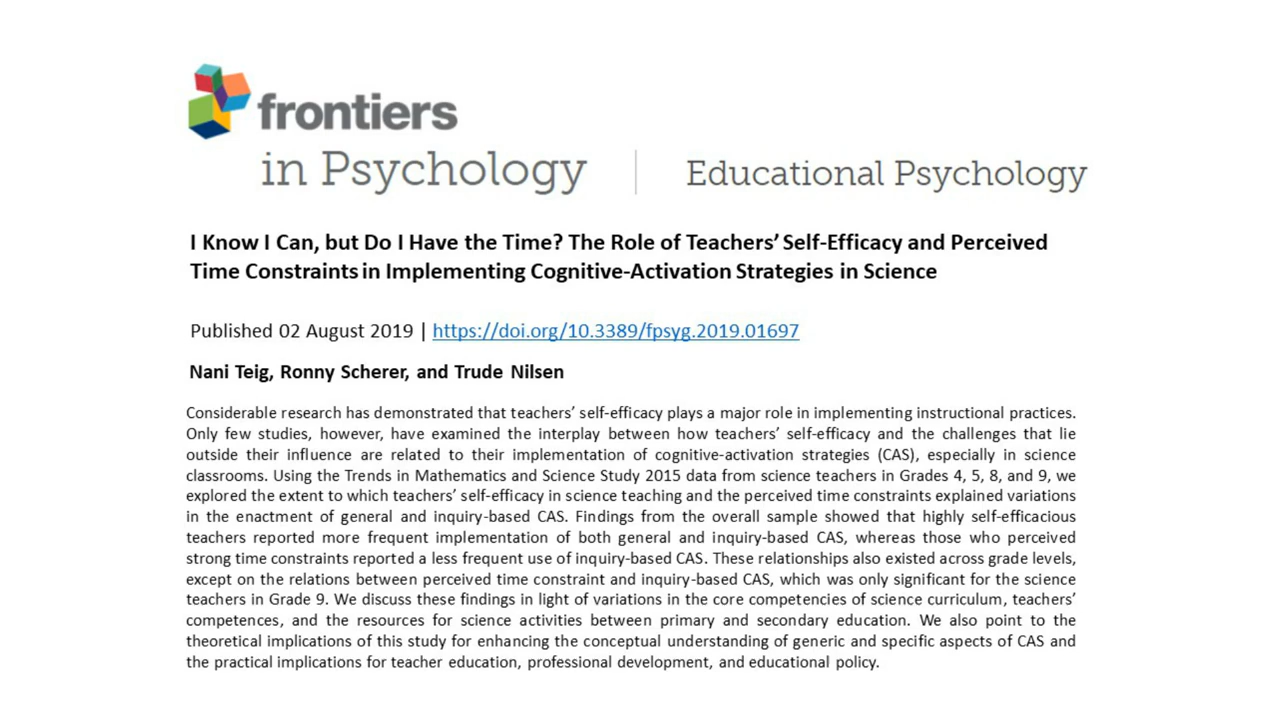 frontiers
in Psychology | Educational Psychology
I Know I Can, but Do I Have the Time? The Role of Teachers’ Self-Efficacy and Perceived
Time Constraints in Implementing Cognitive-Activation Strategies in Science
Published 02 August 2019 | https://doi.org/10.3389/fpsyg.2019.01697
Nani Teig, Ronny Scherer, and Trude Nilsen
Considerable research has demonstrated that teachers’ self-efficacy plays a major role in implementing instructional practices.
Only few studies, however, have examined the interplay between how teachers’ self-efficacy and the challenges that lie
outside their influence are related to their implementation of cognitive-activation strategies (CAS), especially in science
classrooms. Using the Trends in Mathematics and Science Study 2015 data from science teachers in Grades 4, 5, 8, and 9, we
explored the extent to which teachers’ self-efficacy in science teaching and the perceived time constraints explained variations
in the enactment of general and inquiry-based CAS. Findings from the overall sample showed that highly self-efficacious
teachers reported more frequent implementation of both general and inquiry-based CAS, whereas those who perceived
strong time constraints reported a less frequent use of inquiry-based CAS. These relationships also existed across grade levels,
except on the relations between perceived time constraint and inquiry-based CAS, which was only significant for the science
teachers in Grade 9. We discuss these findings in light of variations in the core competencies of science curriculum, teachers’
competences, and the resources for science activities between primary and secondary education. We also point to the
theoretical implications of this study for enhancing the conceptual understanding of generic and specific aspects of CAS and
the practical implications for teacher education, professional development, and educational policy.